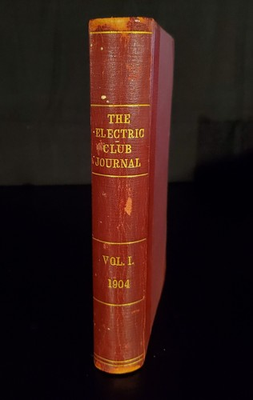 THE
ELECTRIC
CLUB
JOURNAL
VOL. I.
1904